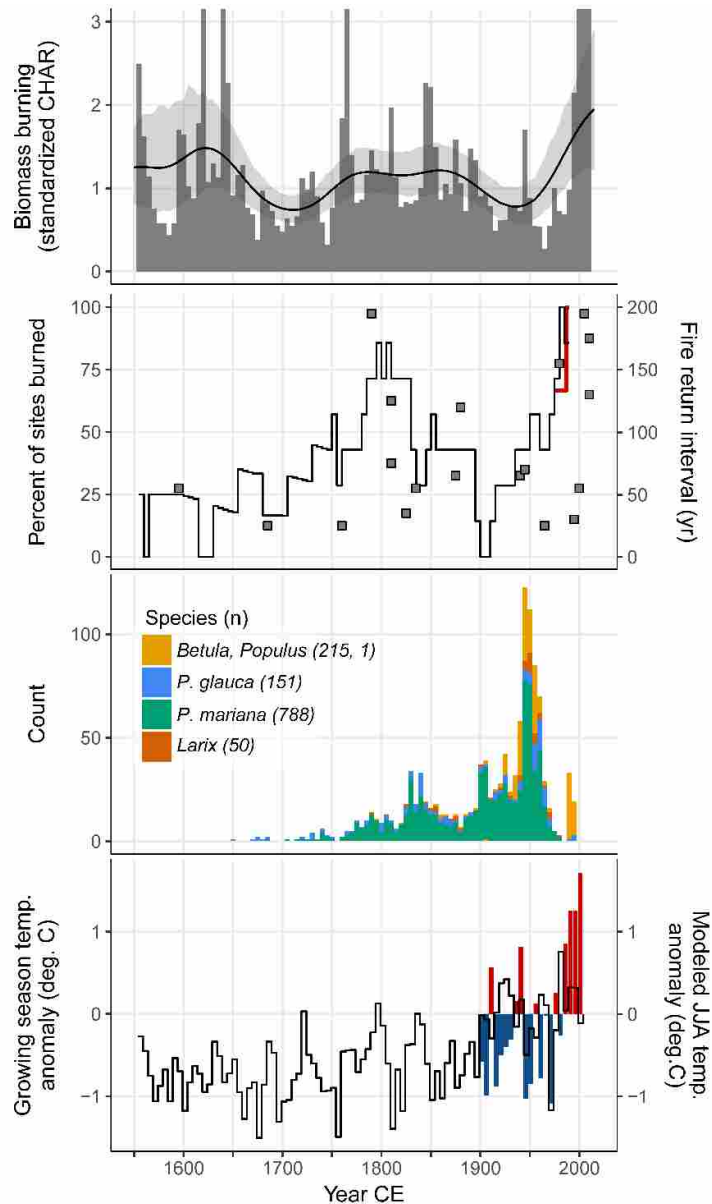 Biomass burning
(standardized CHAR)
3
2
1
0
Percent of sites burned
100
75
50
25
0
200
150
100
50
0
Fire return interval (yr)
Count
100
50
0
Species (n)
Betula, Populus (215, 1)
P. glauca (151)
P. mariana (788)
Larix (50)
Growing season temp.
anomaly (deg. C)
1
0
−1
1
0
−1
Modeled JJA temp.
anomaly (deg.C)
1600
1700
1800
1900
2000
Year CE